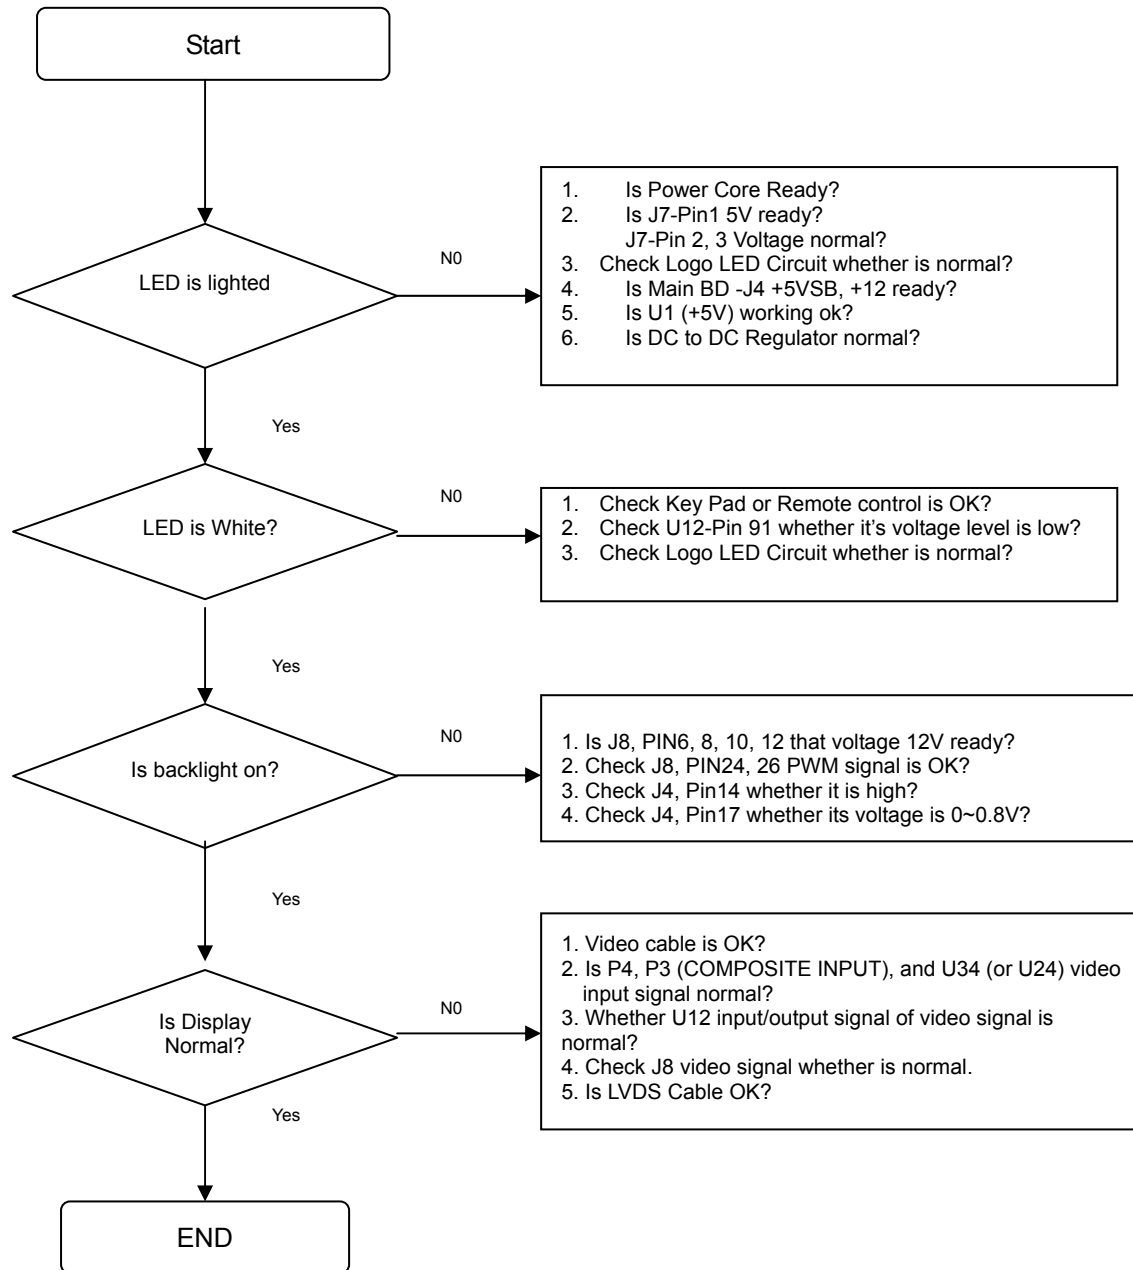 Start
LED is lighted
N0
1. Is Power Core Ready?
2. Is J7-Pin1 5V ready?
J7-Pin 2, 3 Voltage normal?
3. Check Logo LED Circuit whether is normal?
4. Is Main BD -J4 +5VSB, +12 ready?
5. Is U1 (+5V) working ok?
6. Is DC to DC Regulator normal?
Yes
LED is White?
N0
1. Check Key Pad or Remote control is OK?
2. Check U12-Pin 91 whether it's voltage level is low?
3. Check Logo LED Circuit whether is normal?
Yes
Is backlight on?
N0
1. Is J8, PIN6, 8, 10, 12 that voltage 12V ready?
2. Check J8, PIN24, 26 PWM signal is OK?
3. Check J4, Pin14 whether it is high?
4. Check J4, Pin17 whether its voltage is 0~0.8V?
Yes
Is Display
Normal?
N0
1. Video cable is OK?
2. Is P4, P3 (COMPOSITE INPUT), and U34 (or U24) video
input signal normal?
3. Whether U12 input/output signal of video signal is
normal?
4. Check J8 video signal whether is normal.
5. Is LVDS Cable OK?
Yes
END